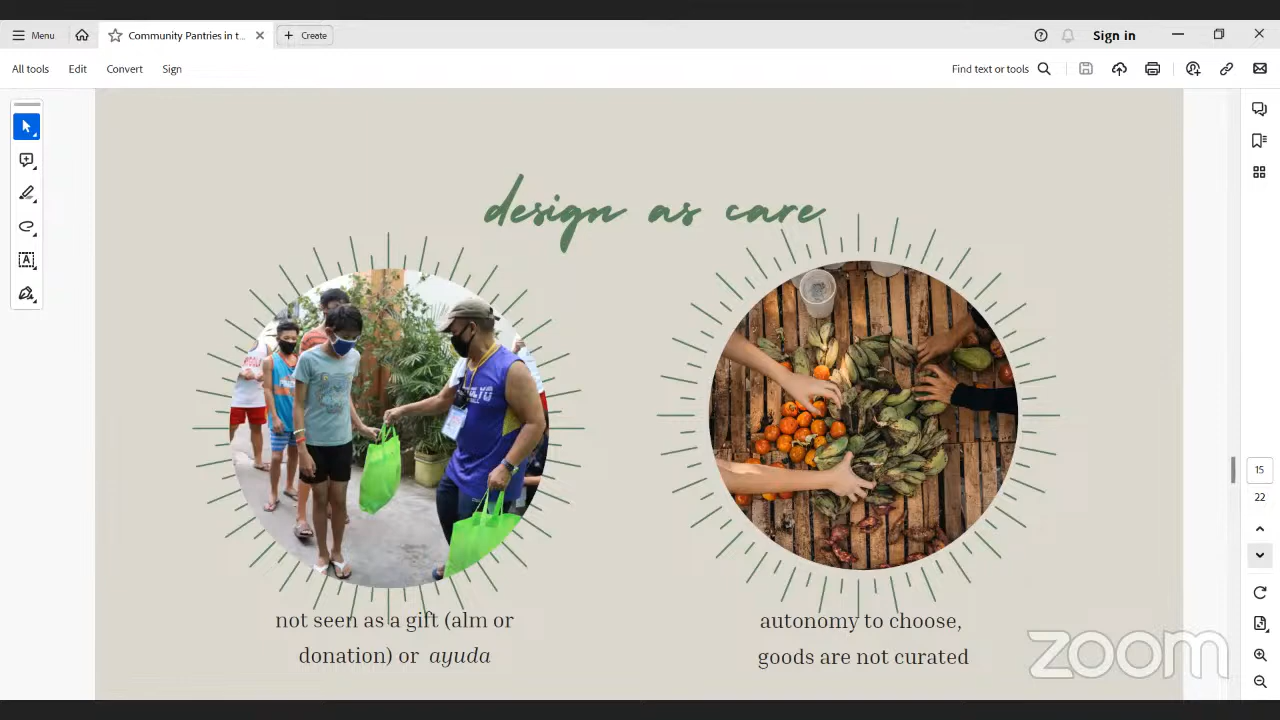 Menu
Community Pantries in t...
Create
Sign in
All tools
Edit
Convert
Sign
Find text or tools
design as care
not seen as a gift (alm or
donation) or ayuda
autonomy to choose,
goods are not curated
15
22
zoom